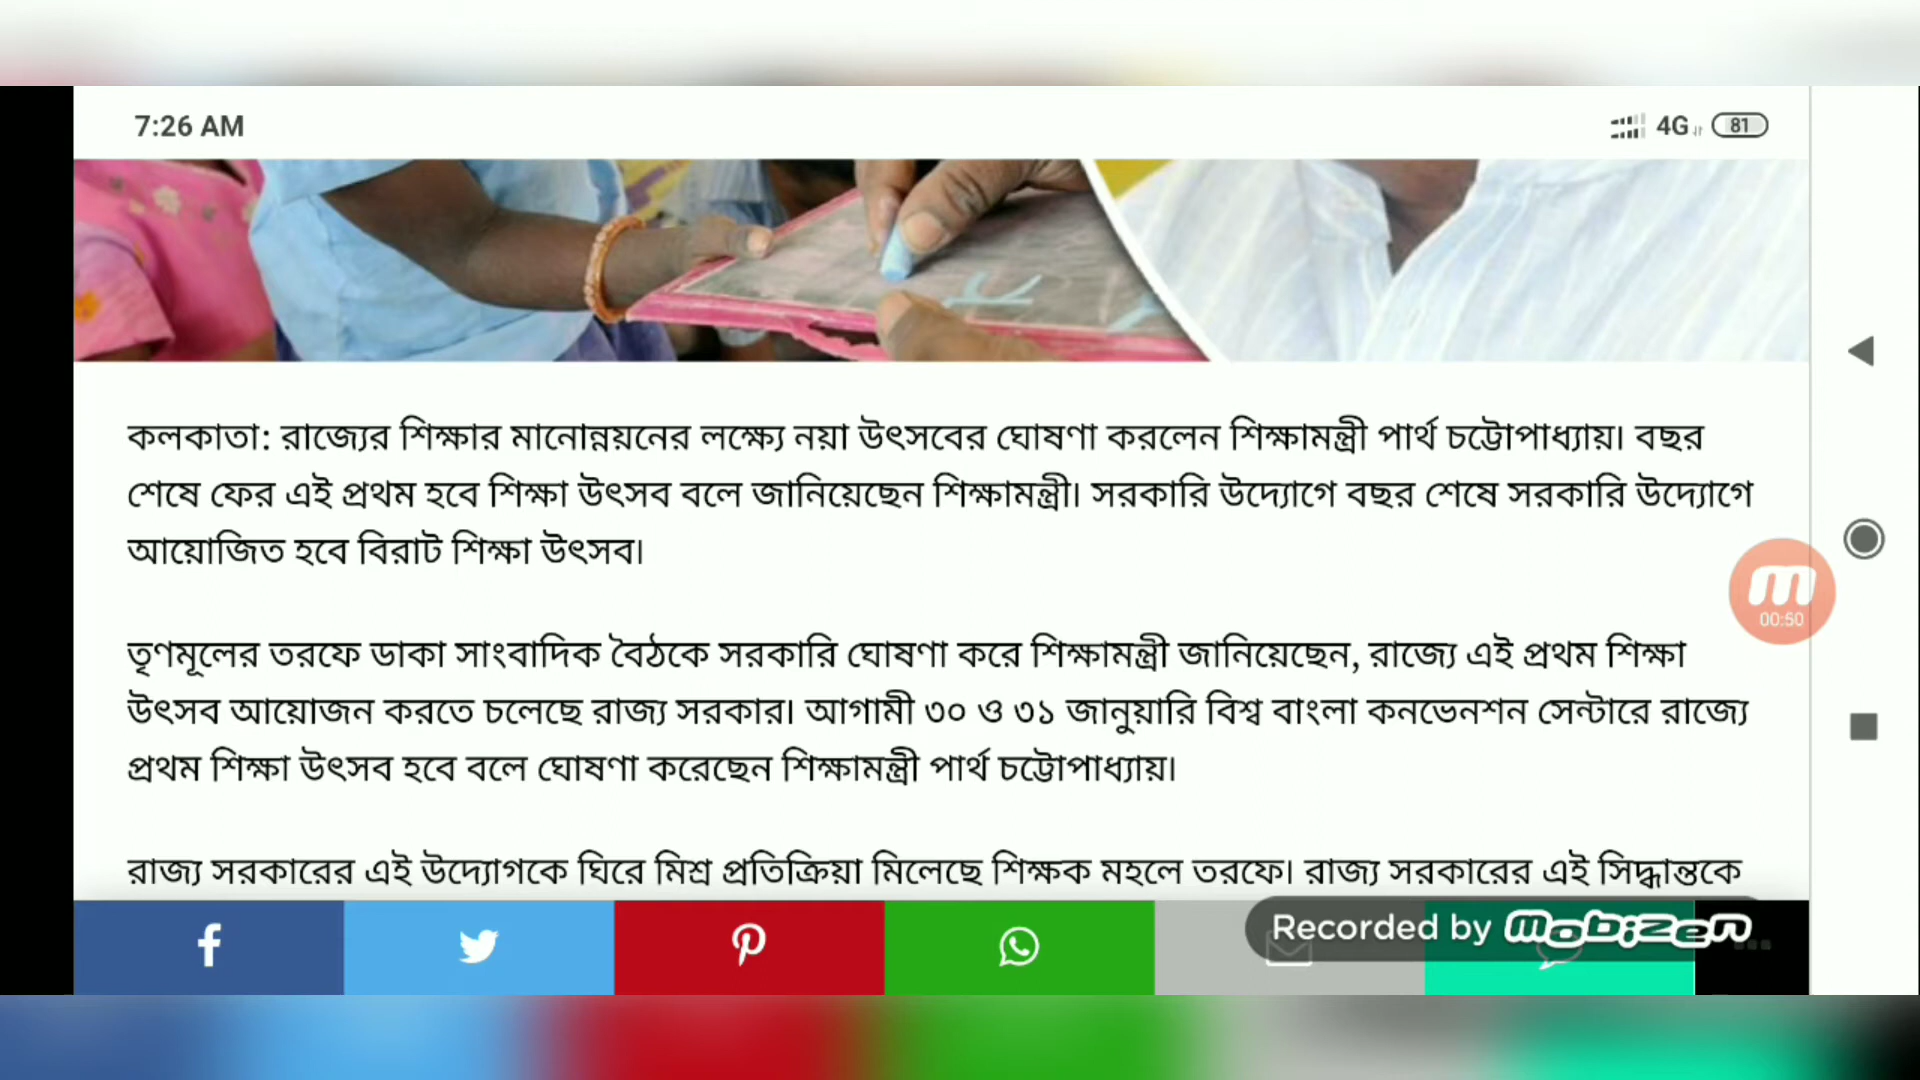 7:26 AM
4G 81
কলকাতা: রাজ্যের শিক্ষার মানোন্নয়নের লক্ষ্যে নয়া উৎসবের ঘোষণা করলেন শিক্ষামন্ত্রী পার্থ চট্টোপাধ্যায়। বছর
শেষে ফের এই প্রথম হবে শিক্ষা উৎসব বলে জানিয়েছেন শিক্ষামন্ত্রী। সরকারি উদ্যোগে বছর শেষে সরকারি উদ্যোগে
আয়োজিত হবে বিরাট শিক্ষা উৎসব।
m
00:50
তৃণমূলের তরফে ডাকা সাংবাদিক বৈঠকে সরকারি ঘোষণা করে শিক্ষামন্ত্রী জানিয়েছেন, রাজ্যে এই প্রথম শিক্ষা
উৎসব আয়োজন করতে চলেছে রাজ্য সরকার। আগামী ৩০ ও ৩১ জানুয়ারি বিশ্ব বাংলা কনভেনশন সেন্টারে রাজ্যে
প্রথম শিক্ষা উৎসব হবে বলে ঘোষণা করেছেন শিক্ষামন্ত্রী পার্থ চট্টোপাধ্যায়।
রাজ্য সরকারের এই উদ্যোগকে ঘিরে মিশ্র প্রতিক্রিয়া মিলেছে শিক্ষক মহলে তরফে। রাজ্য সরকারের এই সিদ্ধান্তকে
Recorded by mobizen